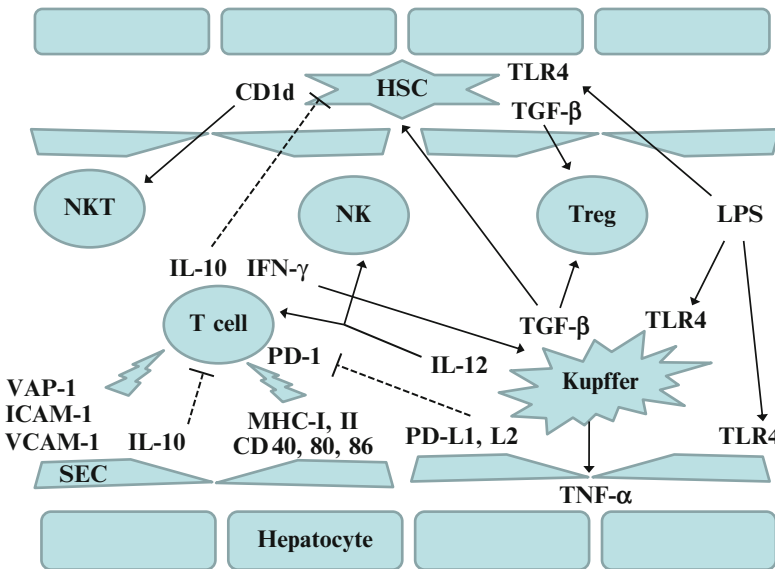 TLR4
CD1d
HSC
TGF-β
NKT
NK
Treg
LPS
IL-10 IFN-γ
T cell
TGF-β
TLR4
PD-1
IL-12
Kupffer
VAP-1
ICAM-1
VCAM-1
IL-10
MHC-I, II
CD 40, 80, 86
PD-L1, L2
TLR4
SEC
TNF-α
Hepatocyte